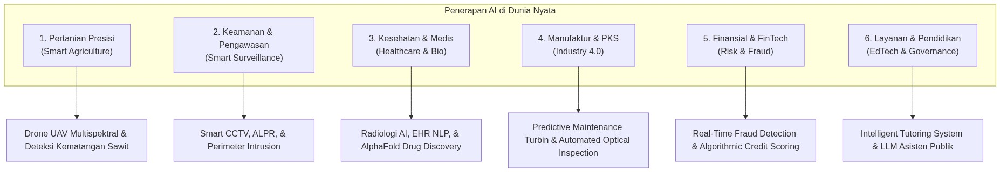 Penerapan AI di Dunia Nyata
1. Pertanian Presisi
(Smart Agriculture)
2. Keamanan &
Pengawasan
(Smart Surveillance)
3. Kesehatan & Medis
(Healthcare & Bio)
4. Manufaktur & PKS
(Industry 4.0)
5. Finansial & FinTech
(Risk & Fraud)
6. Layanan & Pendidikan
(EdTech & Governance)
Drone UAV Multispektral &
Deteksi Kematangan Sawit
Smart CCTV, ALPR, &
Perimeter Intrusion
Radiologi AI, EHR NLP, &
AlphaFold Drug Discovery
Predictive Maintenance
Turbin & Automated Optical
Inspection
Real-Time Fraud Detection
& Algorithmic Credit Scoring
Intelligent Tutoring System
& LLM Asisten Publik